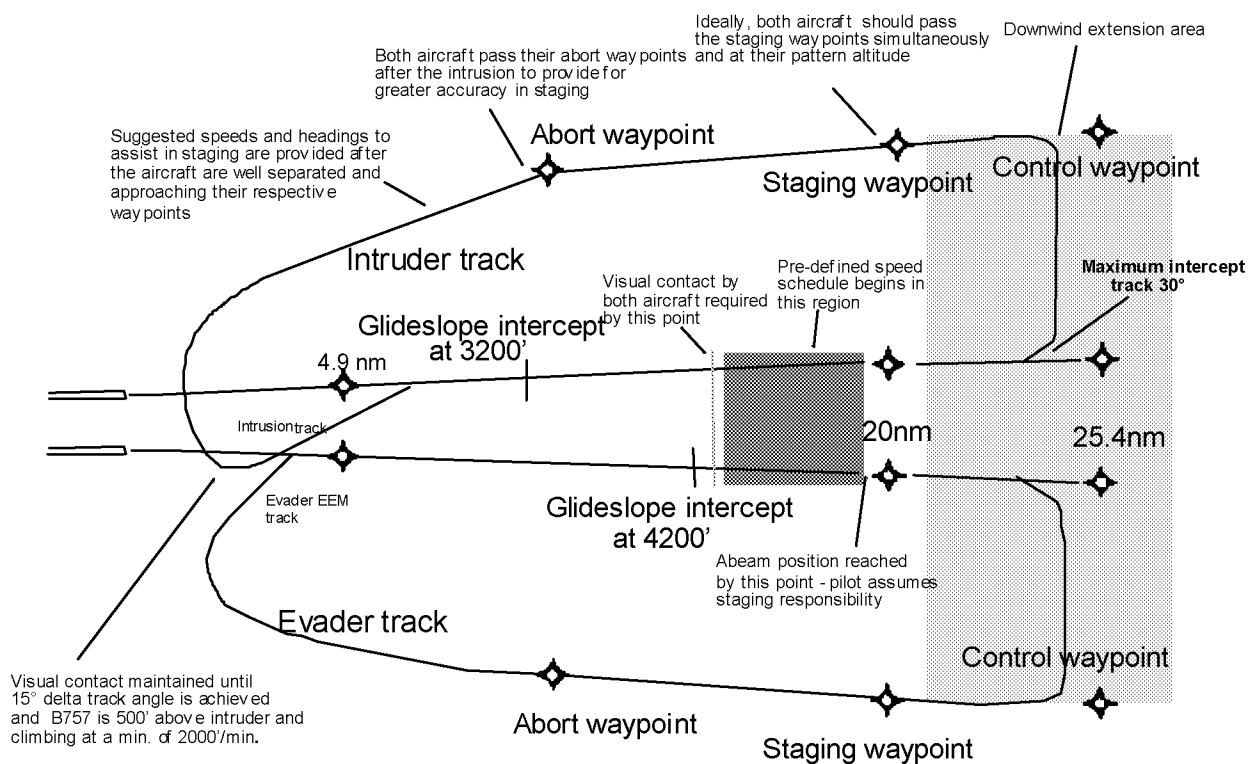 Ideally, both aircraft should pass
the staging waypoints simultaneously
and at their pattern altitude
Downwind extension area
Both aircraft pass their abort waypoints
after the intrusion to provide for
greater accuracy in staging
Suggested speeds and headings to
assist in staging are provided after
the aircraft are well separated and
approaching their respective
waypoints
Abort waypoint
Staging waypoint
Control waypoint
Intruder track
Visual contact by
both aircraft required
by this point
Pre-defined speed
schedule begins in
this region
Maximum intercept
track 30°
Glideslope intercept
at 3200'
4.9 nm
Intrusion track
20nm
25.4nm
Evader EEM
track
Glideslope intercept
at 4200'
Abeam position reached
by this point - pilot assumes
staging responsibility
Evader track
Control waypoint
Visual contact maintained until
15° delta track angle is achieved
and B757 is 500' above intruder and
climbing at a min. of 2000'/min.
Abort waypoint
Staging waypoint